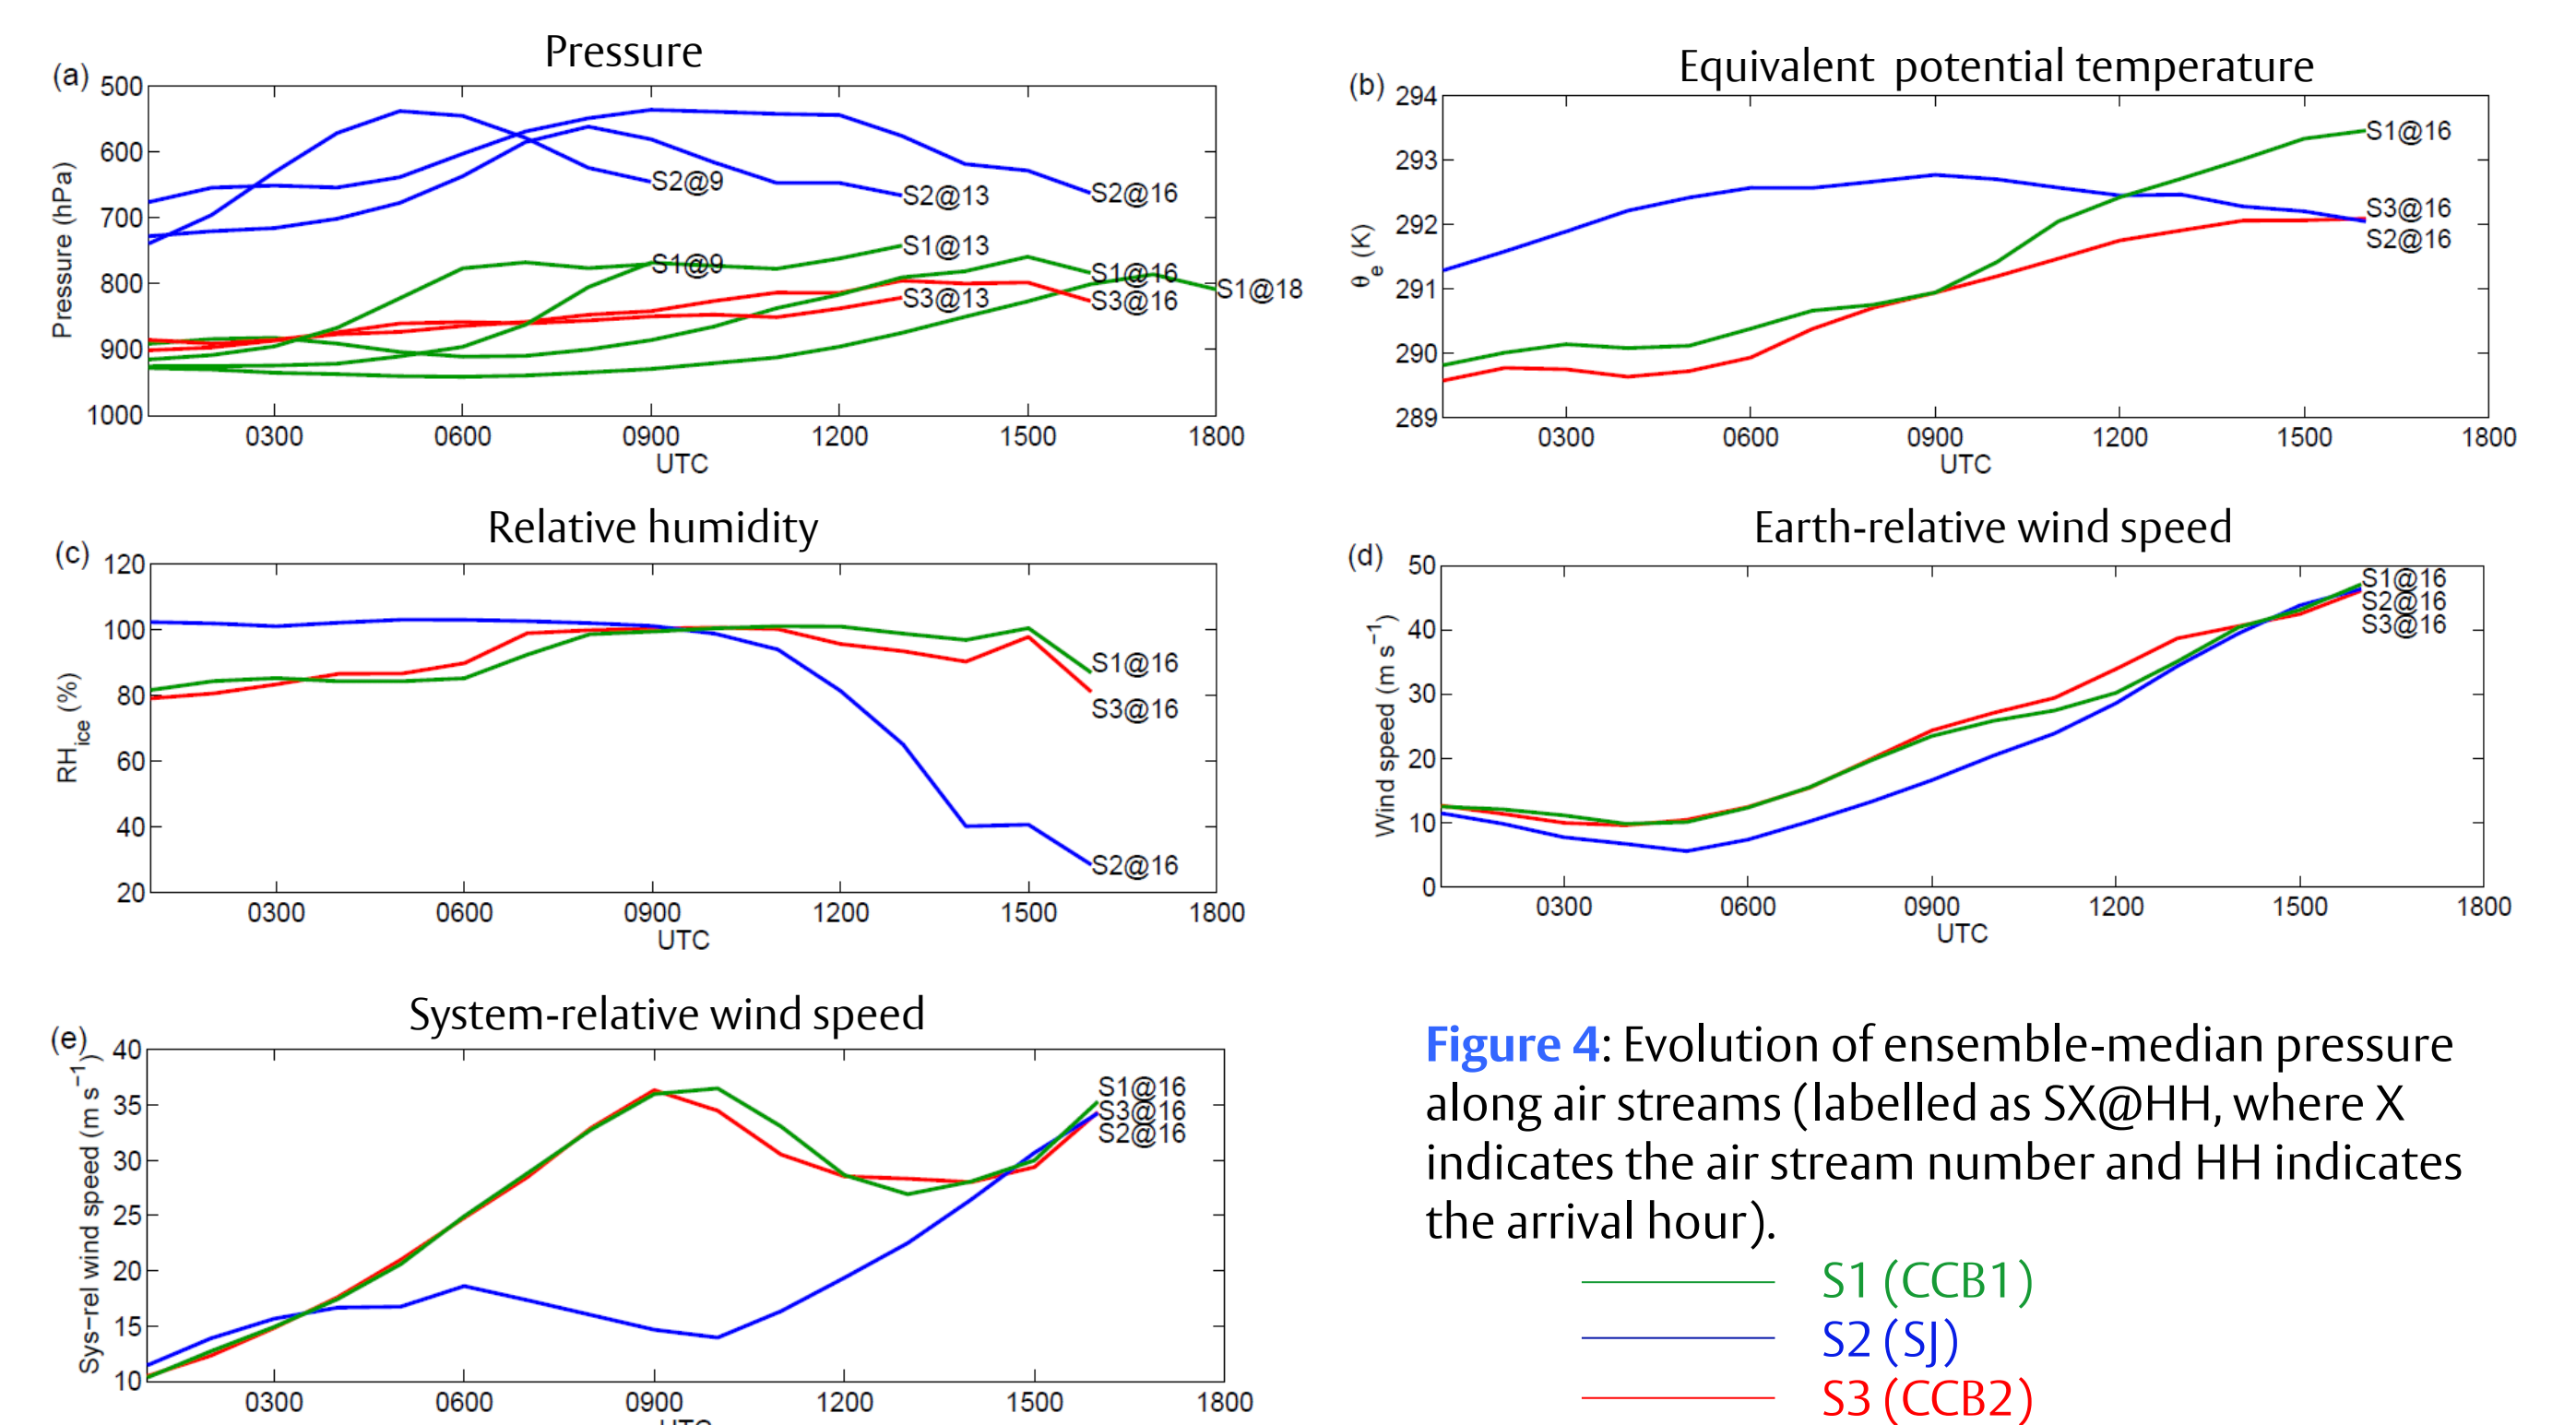 Pressure
(a)
500
600
700
800
900
1000
Pressure (hPa)
S2@9
S2@13
S2@16
S1@13
S1@9
S1@16
S1@18
S3@13
S3@16
0300 0600 0900 1200 1500 1800
UTC
Equivalent potential temperature
(b)
294
293
292
291
290
289
θe (K)
S1@16
S3@16
S2@16
0300 0600 0900 1200 1500 1800
UTC
Relative humidity
(c)
120
100
80
60
40
20
RHice (%)
S1@16
S3@16
S2@16
0300 0600 0900 1200 1500 1800
UTC
Earth-relative wind speed
(d)
50
40
30
20
10
0
Wind speed (m s−1)
S1@16
S2@16
S3@16
0300 0600 0900 1200 1500 1800
UTC
System-relative wind speed
(e)
40
35
30
25
20
15
10
Sys−rel wind speed (m s−1)
S1@16
S3@16
S2@16
0300 0600 0900 1200 1500 1800
UTC
Figure 4: Evolution of ensemble-median pressure
along air streams (labelled as SX@HH, where X
indicates the air stream number and HH indicates
the arrival hour).
S1 (CCB1)
S2 (SJ)
S3 (CCB2)